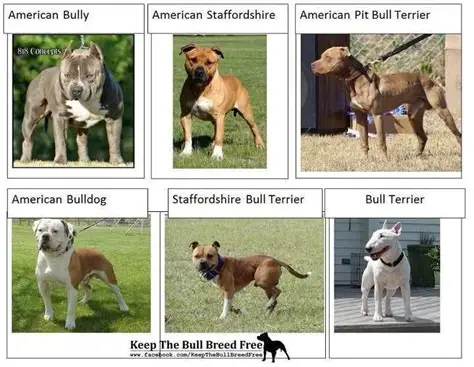 American Bully
American Staffordshire
American Pit Bull Terrier
818 Concepts
American Bulldog
Staffordshire Bull Terrier
Bull Terrier
Keep The Bull Breed Free
www.facebook.com/KeepTheBullBreedFree